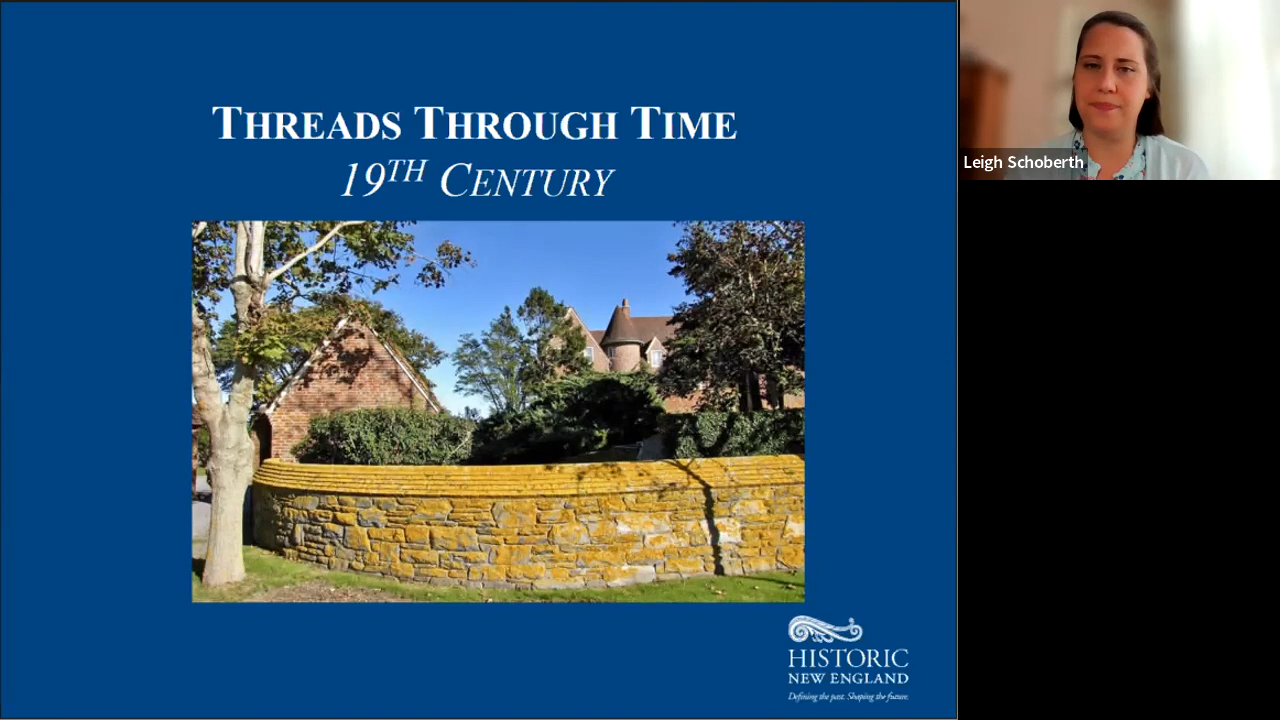 THREADS THROUGH TIME
19TH CENTURY
Leigh Schoberth
HISTORIC
NEW ENGLAND
Defining the past. Shaping the future.